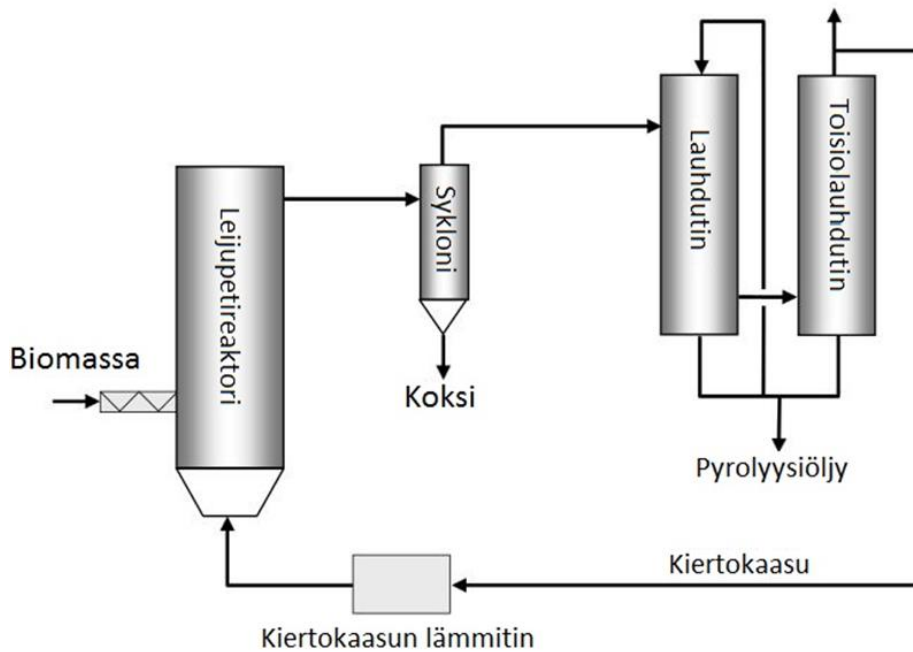 Biomassa
Leijupetireaktori
Sykloni
Koksi
Lauhdutin
Toisiolauhdutin
Pyrolyysiöljy
Kiertokaasu
Kiertokaasun lämmitin